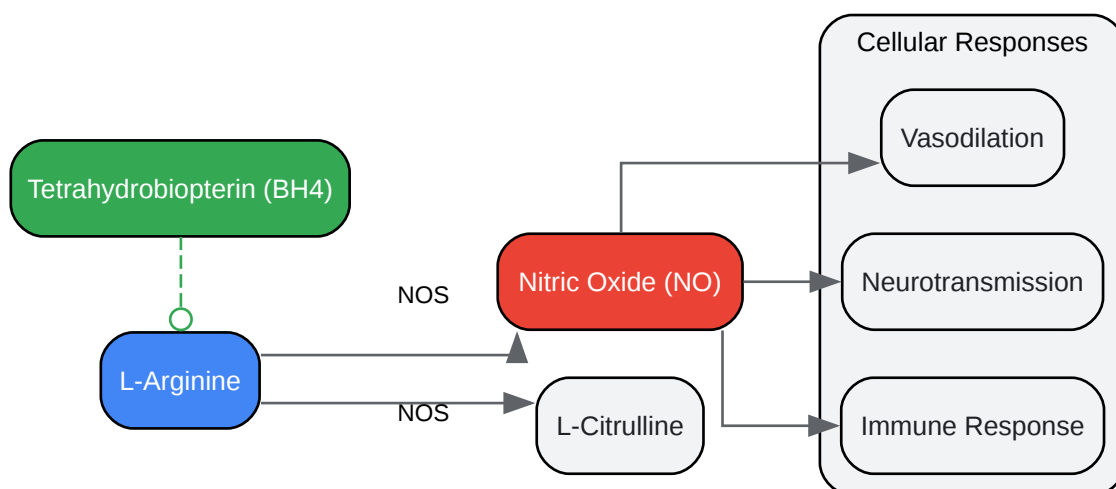 Cellular Responses
Vasodilation
Tetrahydrobiopterin (BH4)
Nitric Oxide (NO)
Neurotransmission
NOS
L-Arginine
NOS
L-Citrulline
Immune Response